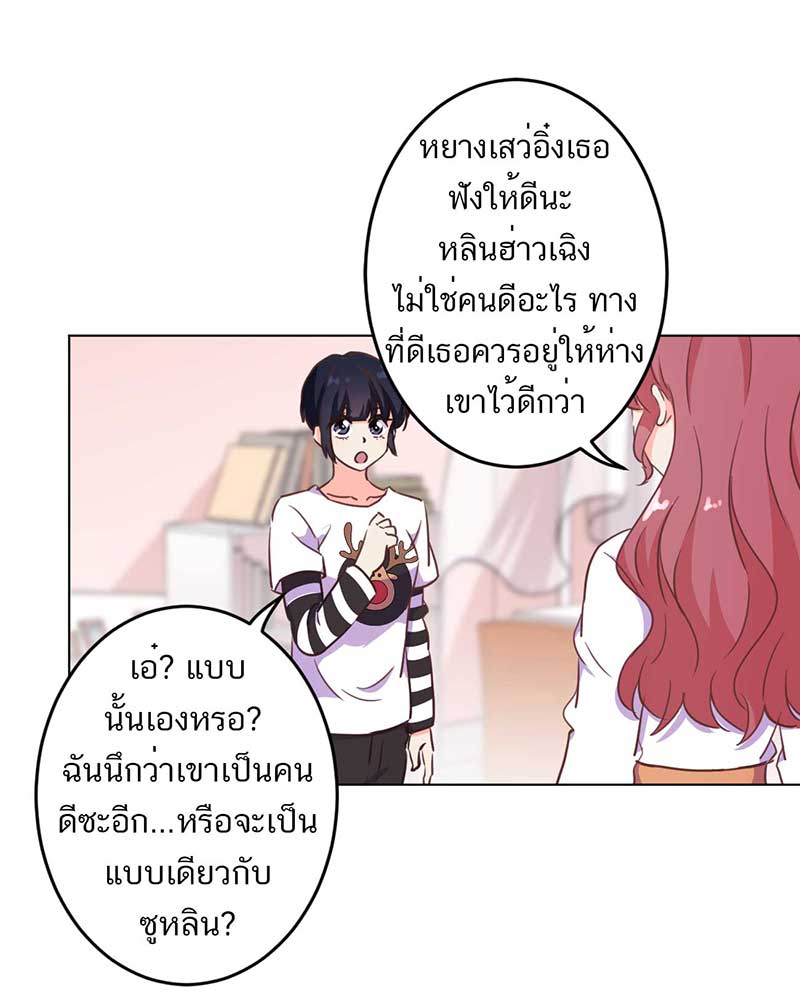 หยางเสว่อิ๋งเธอ
ฟังให้ดีนะ
หลินฮ่าวเฉิง
ไม่ใช่คนดีอะไร ทาง
ที่ดีเธอควรอยู่ให้ห่าง
เขาไว้ดีกว่า
เอ๋? แบบ
นั้นเองหรอ?
ฉันนึกว่าเขาเป็นคน
ดีซะอีก...หรือจะเป็น
แบบเดียวกับ
ซูหลิน?